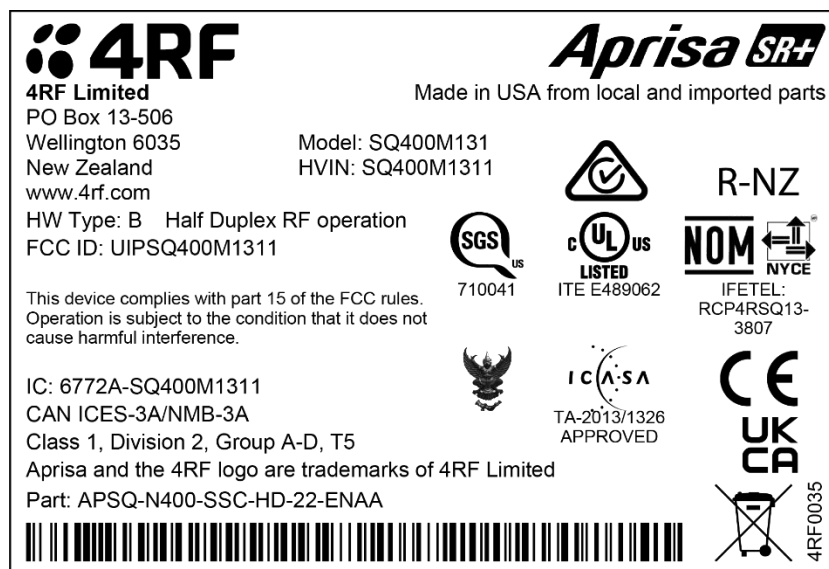 4RF
Aprisa SR+
4RF Limited
Made in USA from local and imported parts
PO Box 13-506
Wellington 6035
Model: SQ400M131
New Zealand
HVIN: SQ400M1311
www.4rf.com
R-NZ
HW Type: B Half Duplex RF operation
FCC ID: UIPSQ400M1311
SGS
US
710041
C UL US
LISTED
ITE E489062
NOM
NYCE
IFETEL:
RCP4RSQ13-
3807
This device complies with part 15 of the FCC rules.
Operation is subject to the condition that it does not
cause harmful interference.
ICASA
TA-2013/1326
APPROVED
CE
UK
CA
IC: 6772A-SQ400M1311
CAN ICES-3A/NMB-3A
Class 1, Division 2, Group A-D, T5
Aprisa and the 4RF logo are trademarks of 4RF Limited
Part: APSQ-N400-SSC-HD-22-ENAA
4RF0035